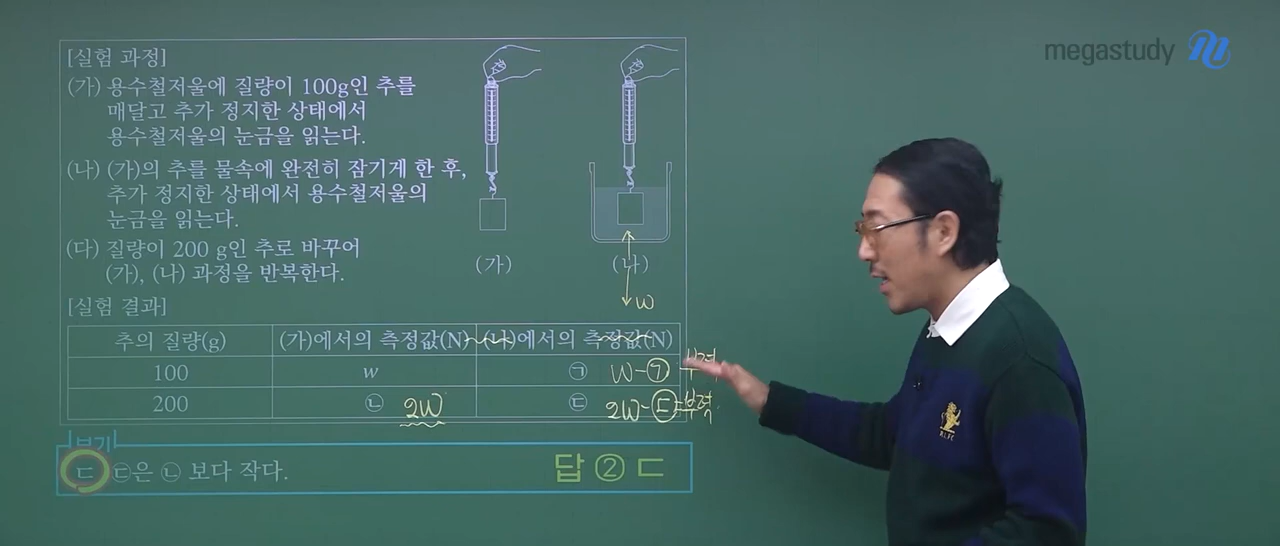 megastudy
[실험 과정]
(가) 용수철저울에 질량이 100g인 추를
매달고 추가 정지한 상태에서
용수철저울의 눈금을 읽는다.
(나) (가)의 추를 물속에 완전히 잠기게 한 후,
추가 정지한 상태에서 용수철저울의
눈금을 읽는다.
(다) 질량이 200 g인 추로 바꾸어
(가), (나) 과정을 반복한다.
(가) (나)
w
[실험 결과]
추의 질량(g) (가)에서의 측정값(N) (나)에서의 측정값(N)
100 w ㉠ w-㉠ 부력
200 ㉡ 2w ㉢ 2w-㉢=부력
보기
ㄷ ㉢은 ㉡ 보다 작다. 답 ② ㄷ
R.L.F.C.